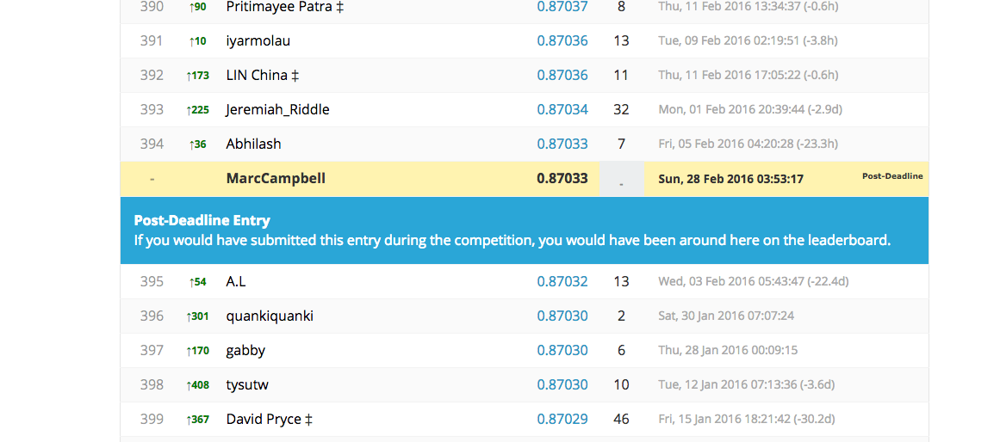 390 ↑90 Pritimayee Patra ‡ 0.87037 8 Thu, 11 Feb 2016 13:34:37 (-0.6h)
391 ↑10 iyarmolau 0.87036 13 Tue, 09 Feb 2016 02:19:51 (-3.8h)
392 ↑173 LIN China ‡ 0.87036 11 Thu, 11 Feb 2016 17:05:22 (-0.6h)
393 ↑225 Jeremiah_Riddle 0.87034 32 Mon, 01 Feb 2016 20:39:44 (-2.9d)
394 ↑36 Abhilash 0.87033 7 Fri, 05 Feb 2016 04:20:28 (-23.3h)
- MarcCampbell 0.87033 - Sun, 28 Feb 2016 03:53:17 Post-Deadline
Post-Deadline Entry
If you would have submitted this entry during the competition, you would have been around here on the leaderboard.
395 ↑54 A.L 0.87032 13 Wed, 03 Feb 2016 05:43:47 (-22.4d)
396 ↑301 quankiquanki 0.87030 2 Sat, 30 Jan 2016 07:07:24
397 ↑170 gabby 0.87030 6 Thu, 28 Jan 2016 00:09:15
398 ↑408 tysutw 0.87030 10 Tue, 12 Jan 2016 07:13:36 (-3.6d)
399 ↑367 David Pryce ‡ 0.87029 46 Fri, 15 Jan 2016 18:21:42 (-30.2d)